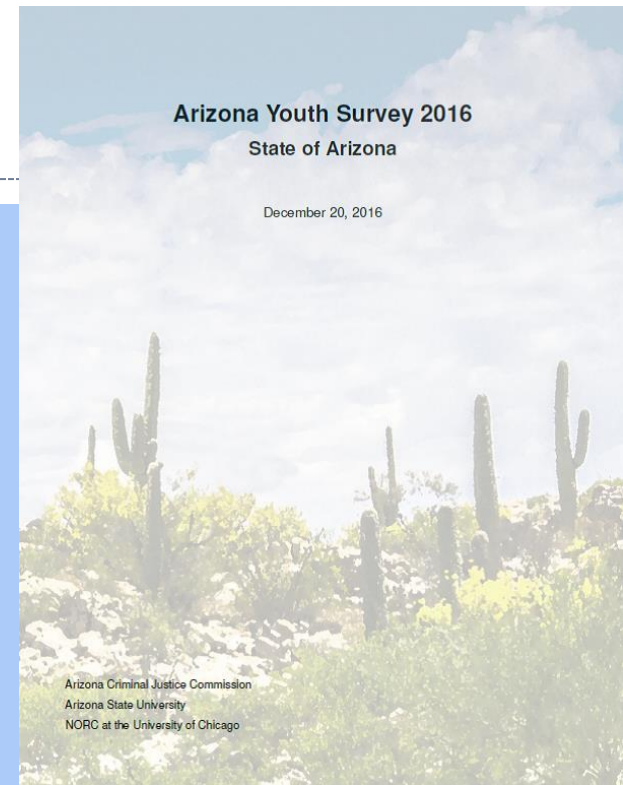 Arizona Youth Survey 2016
State of Arizona
December 20, 2016
Arizona Criminal Justice Commission
Arizona State University
NORC at the University of Chicago